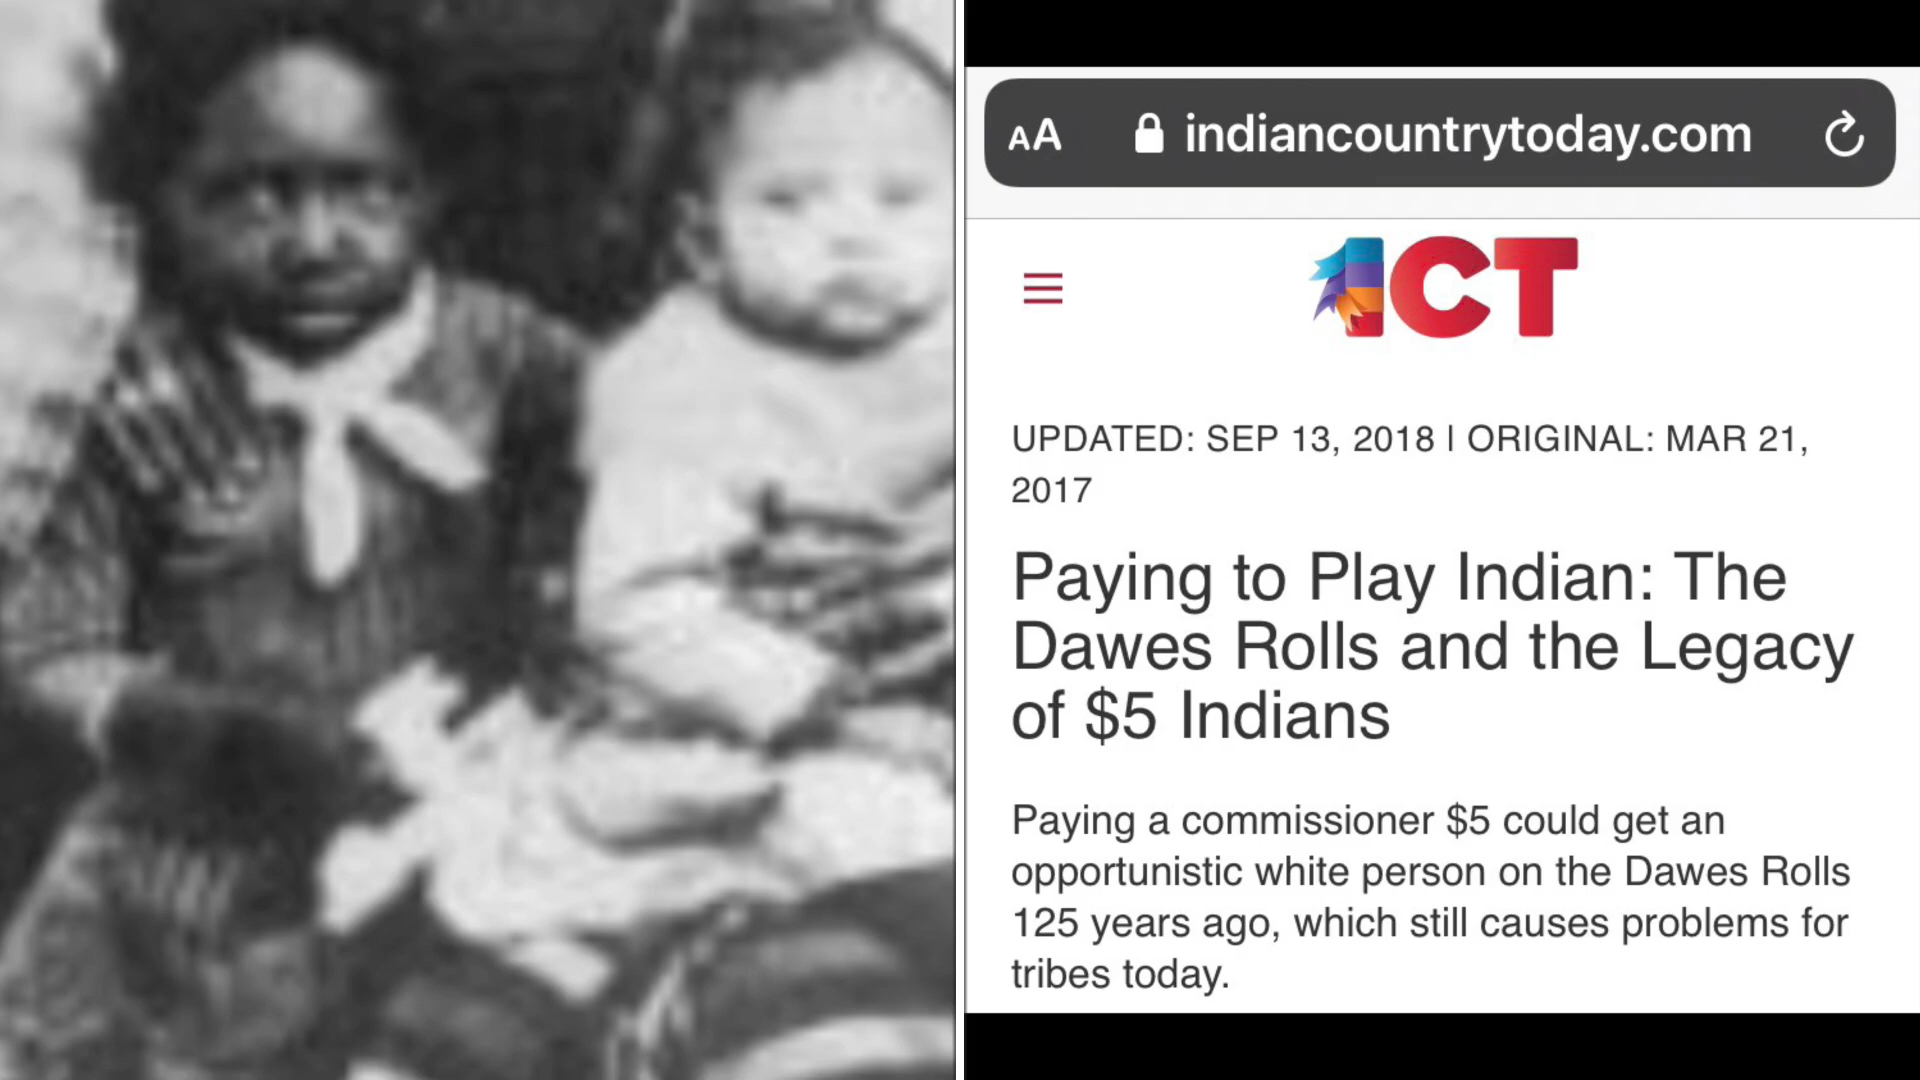 AA indiancountrytoday.com
ICT
UPDATED: SEP 13, 2018 | ORIGINAL: MAR 21,
2017
Paying to Play Indian: The
Dawes Rolls and the Legacy
of $5 Indians
Paying a commissioner $5 could get an
opportunistic white person on the Dawes Rolls
125 years ago, which still causes problems for
tribes today.